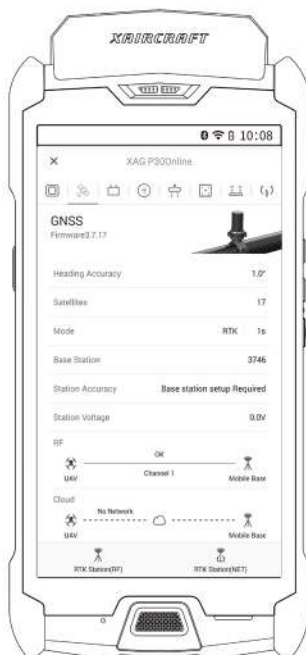 XAIRCRAFT
10:08
× XAG P30Online
GNSS
Firmware3.7.17
Heading Accuracy 1.0°
Satellites 17
Mode RTK 1s
Base Station 3746
Station Accuracy Base station setup Required
Station Voltage 0.0V
RF
OK
UAV Channel 1 Mobile Base
Cloud
No Network
UAV Mobile Base
RTK Station(RF) RTK Station(NET)